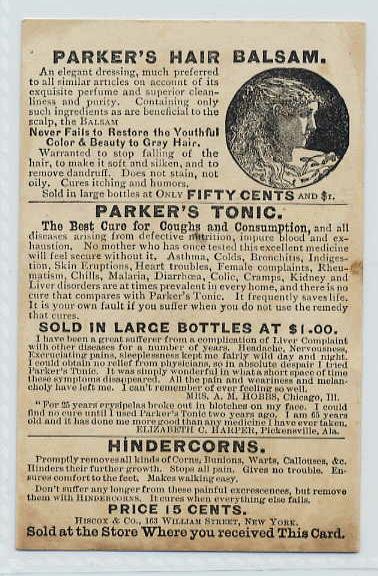 PARKER'S HAIR BALSAM.
An elegant dressing, much preferred
to all similar articles on account of its
exquisite perfume and superior clean-
liness and purity. Containing only
such ingredients as are beneficial to the
scalp, the BALSAM
Never Fails to Restore the Youthful
Color & Beauty to Grey Hair.
Warranted to stop falling of the
hair, to make it soft and silken, and to
remove dandruff. Does not stain, not
oily. Cures itching and humors.
Sold in large bottles at ONLY FIFTY CENTS AND $1.
PARKER'S TONIC.
The Best Cure for Coughs and Consumption, and all
diseases arising from defective nutrition, impure blood and ex-
haustion. No mother who has once tested this excellent medicine
will feel secure without it. Asthma, Colds, Bronchitis, Indiges-
tion, Skin Eruptions, Heart troubles, Female complaints, Rheu-
matism, Chills, Malaria, Diarrhœa, Colic, Cramps, Kidney and
Liver disorders are at times prevalent in every home, and there is no
cure that compares with Parker's Tonic. It frequently saves life.
It is your own fault if you suffer when you do not use the remedy
that cures.
SOLD IN LARGE BOTTLES AT $1.00.
I have been a great sufferer from a complication of Liver Complaint
with other diseases for a number of Years. Headache, Nervousness,
Excruciating pains, sleeplessness kept me fairly wild day and night.
I could obtain no relief from physicians, so in absolute despair I tried
Parker's Tonic. It was simply wonderful in what a short space of time
these symptoms disappeared. All the pain and weariness and melan-
choly have left me. I can't remember of ever feeling so well.
MRS. A. M. HOBBS, Chicago, Ill.
"For 25 years erysipelas broke out in blotches on my face. I could
find no cure until I used Parker's Tonic two years ago. I am 65 years
old and it has done me more good than any medicine I have ever taken.
ELIZABETH C. HARPER, Pickensville, Ala.
HINDERCORNS.
Promptly removes all kinds of Corns, Bunions, Warts, Callouses, &c.
Hinders their further growth. Stops all pain. Gives no trouble. En-
sures comfort to the feet. Makes walking easy.
Don't suffer any longer from these painful excrescences, but remove
them with HINDERCORNS. It cures when everything else fails.
PRICE 15 CENTS.
HISCOX & CO., 163 WILLIAM STREET, NEW YORK.
Sold at the Store Where you received This Card.